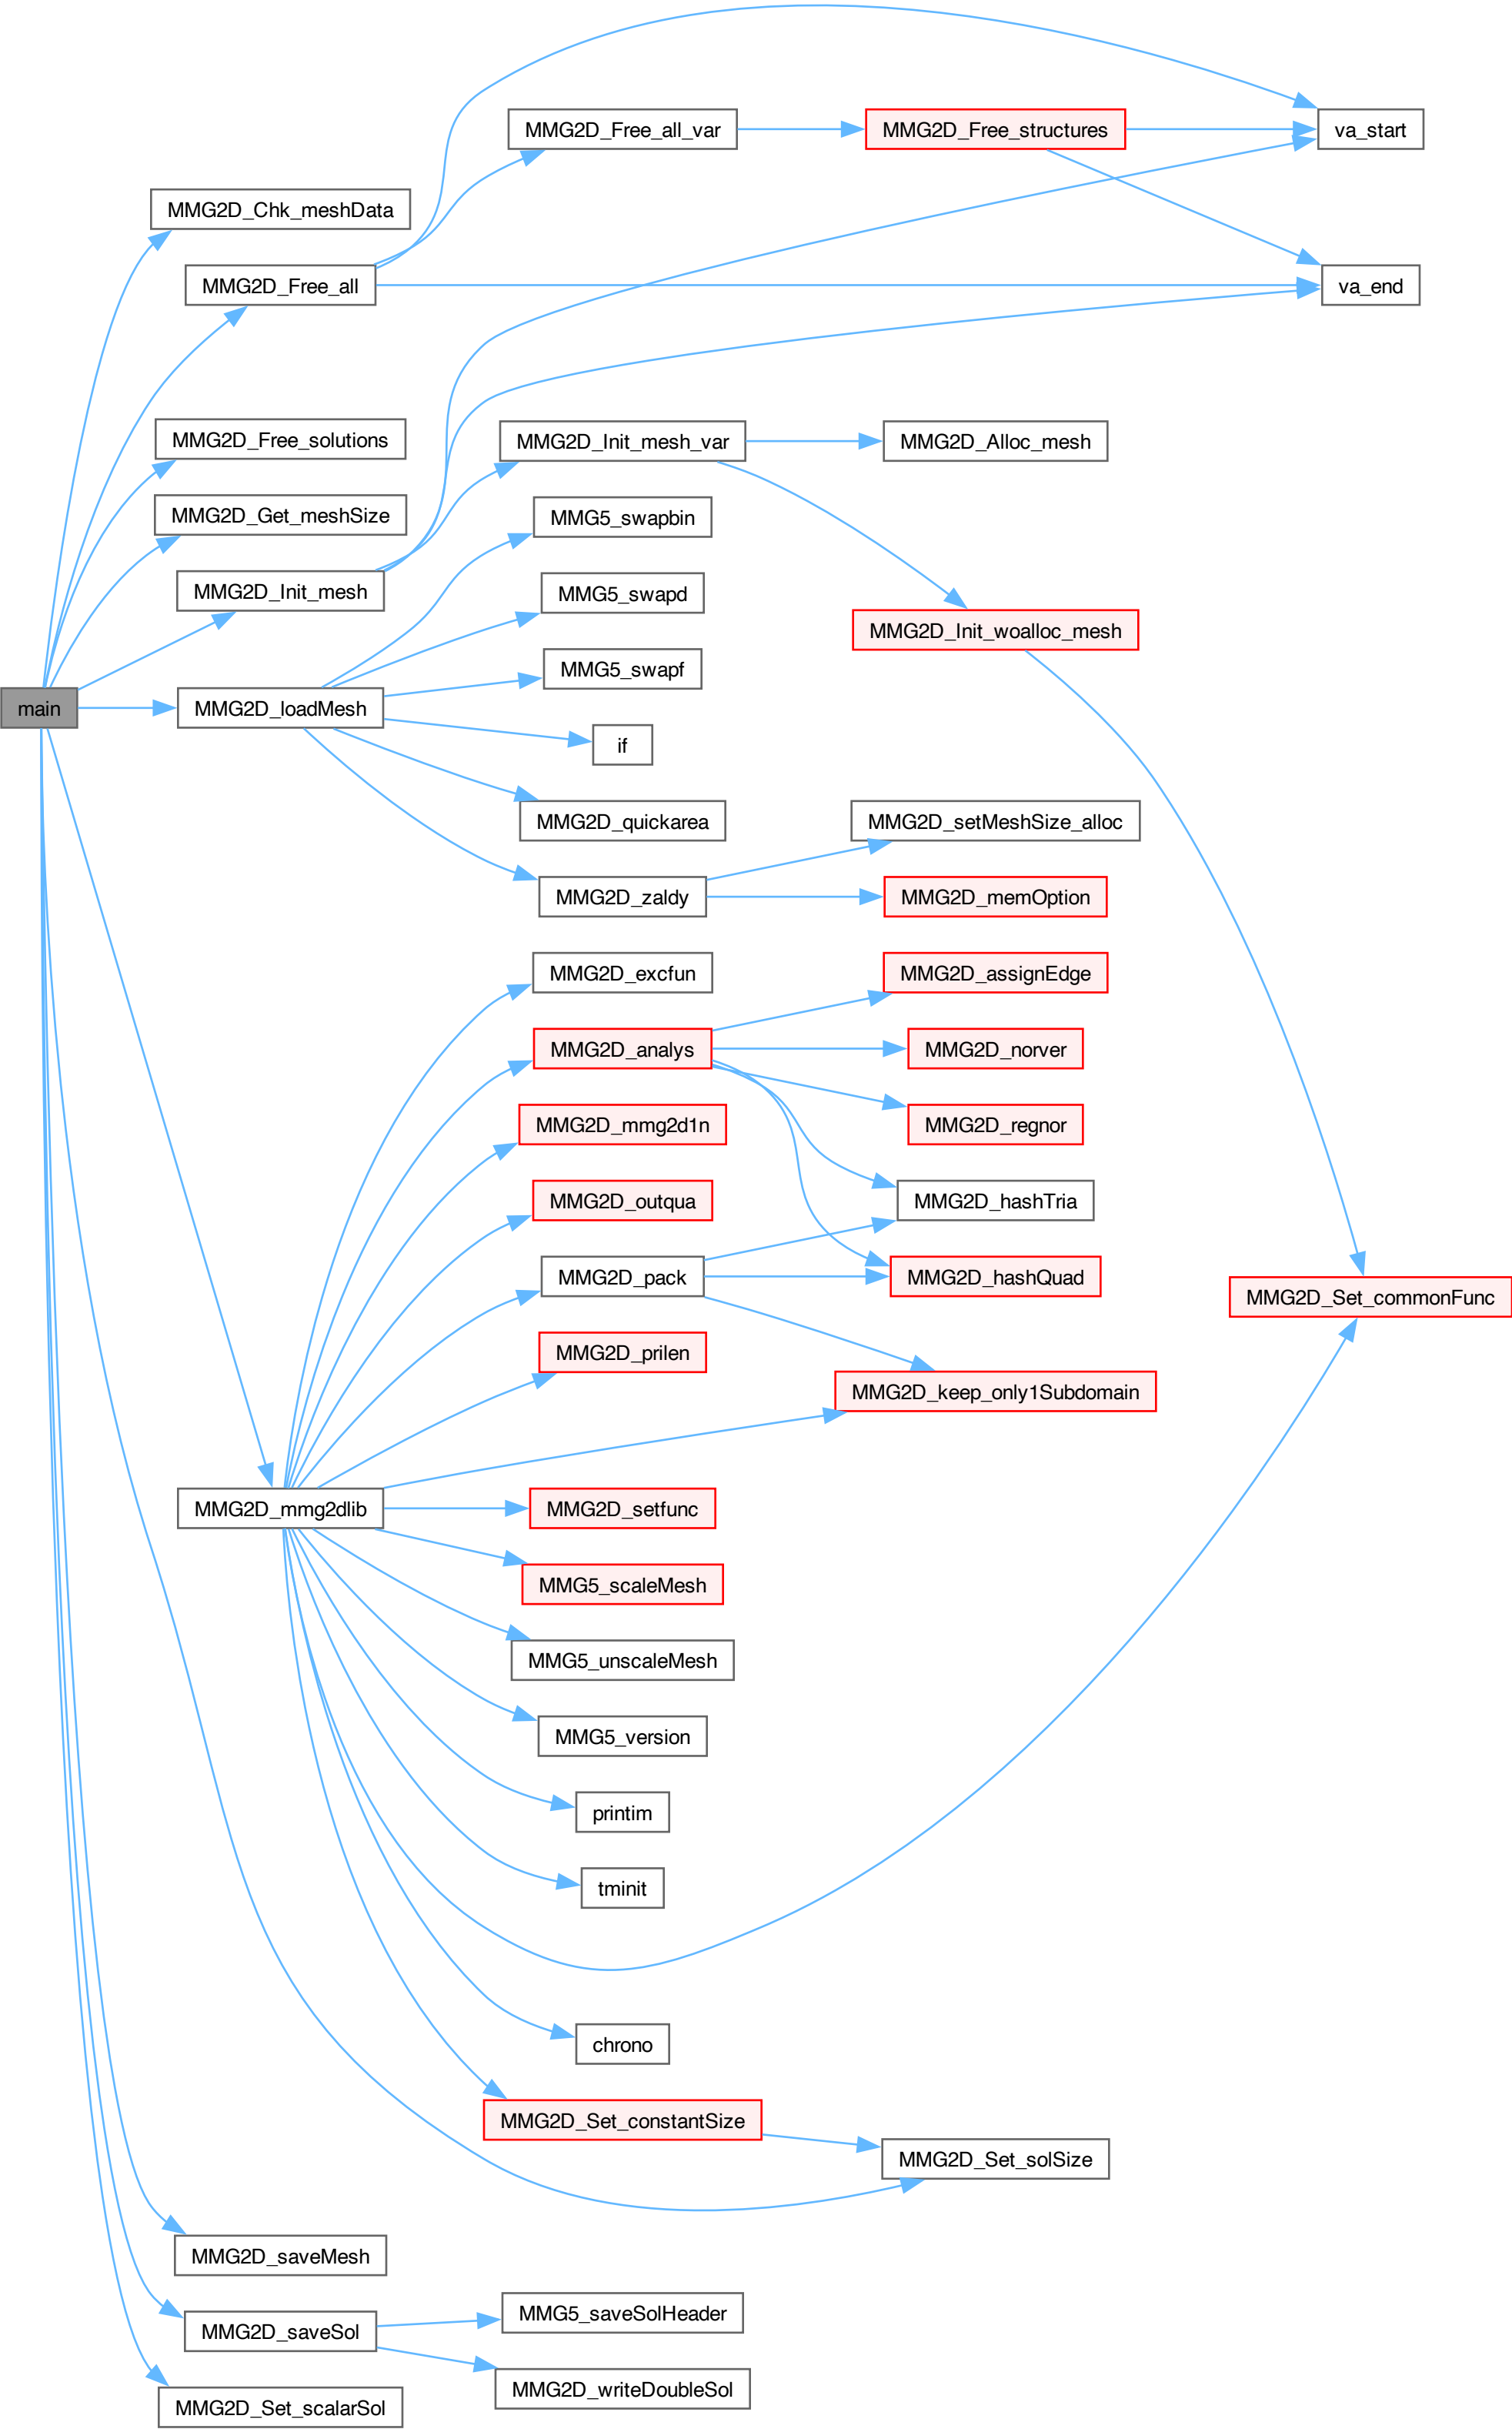 main
MMG2D_Chk_meshData
MMG2D_Free_all
MMG2D_Free_all_var
MMG2D_Free_structures
va_start
va_end
MMG2D_Free_solutions
MMG2D_Get_meshSize
MMG2D_Init_mesh
MMG2D_Init_mesh_var
MMG2D_Alloc_mesh
MMG2D_Init_woalloc_mesh
MMG2D_Set_commonFunc
MMG2D_loadMesh
MMG5_swapbin
MMG5_swapd
MMG5_swapf
if
MMG2D_quickarea
MMG2D_zaldy
MMG2D_setMeshSize_alloc
MMG2D_memOption
MMG2D_mmg2dlib
MMG2D_excfun
MMG2D_analys
MMG2D_assignEdge
MMG2D_norver
MMG2D_regnor
MMG2D_hashTria
MMG2D_hashQuad
MMG2D_mmg2d1n
MMG2D_outqua
MMG2D_pack
MMG2D_prilen
MMG2D_keep_only1Subdomain
MMG2D_setfunc
MMG5_scaleMesh
MMG5_unscaleMesh
MMG5_version
printim
tminit
chrono
MMG2D_Set_constantSize
MMG2D_Set_solSize
MMG2D_saveMesh
MMG2D_saveSol
MMG5_saveSolHeader
MMG2D_writeDoubleSol
MMG2D_Set_scalarSol